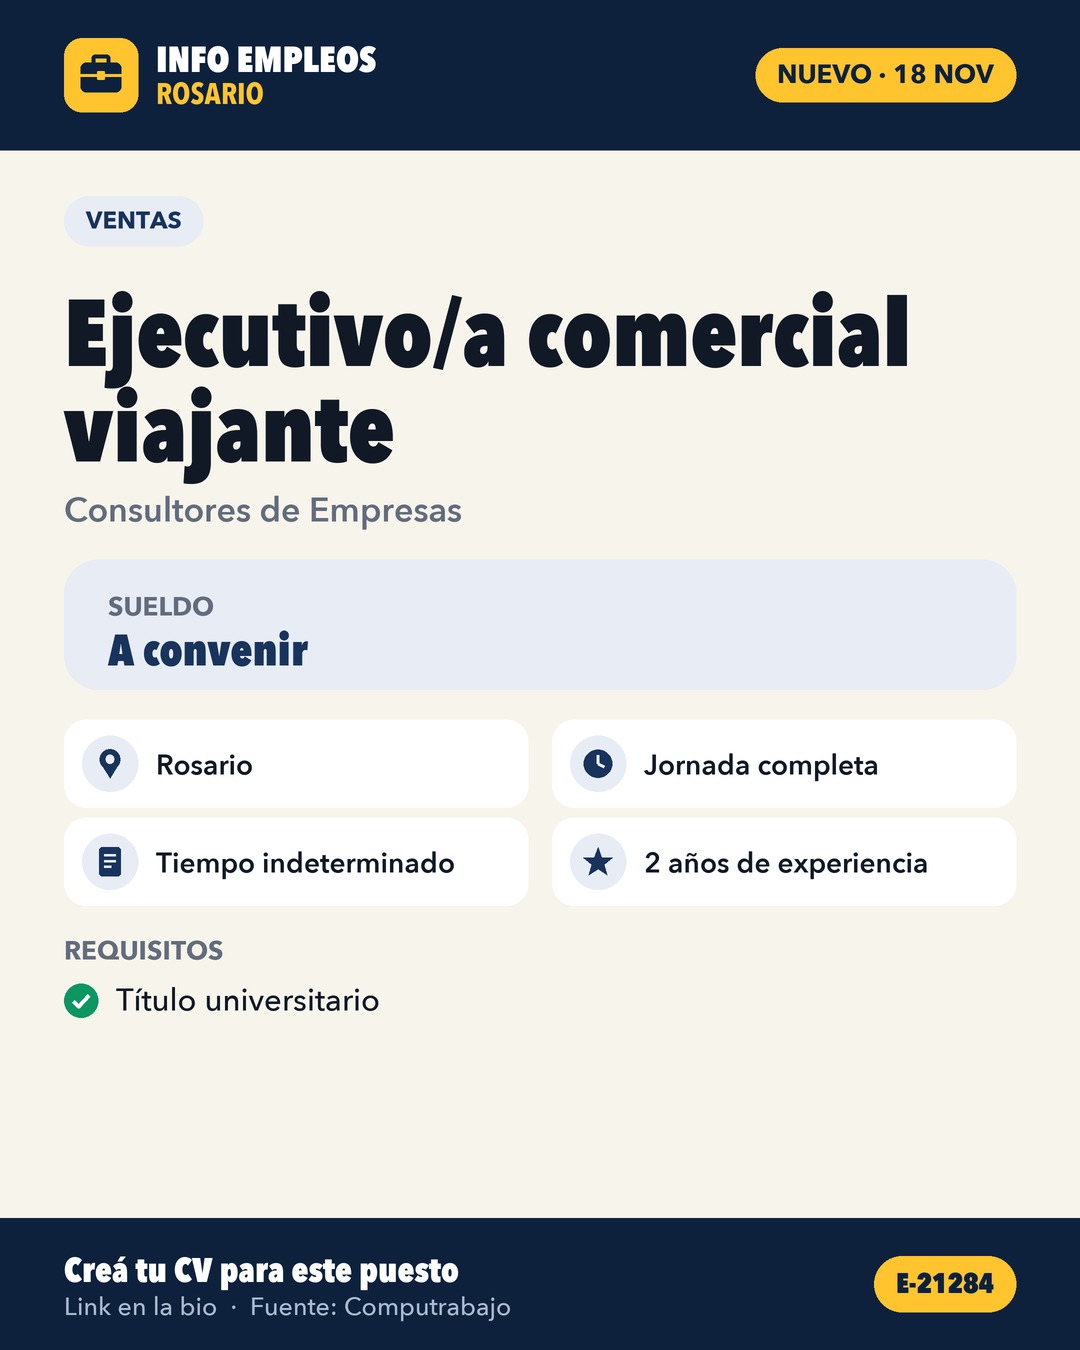 INFO EMPLEOS
ROSARIO
NUEVO · 18 NOV
VENTAS
Ejecutivo/a comercial
viajante
Consultores de Empresas
SUELDO
A convenir
Rosario
Jornada completa
Tiempo indeterminado
2 años de experiencia
REQUISITOS
Título universitario
Creá tu CV para este puesto
Link en la bio · Fuente: Computrabajo
E-21284